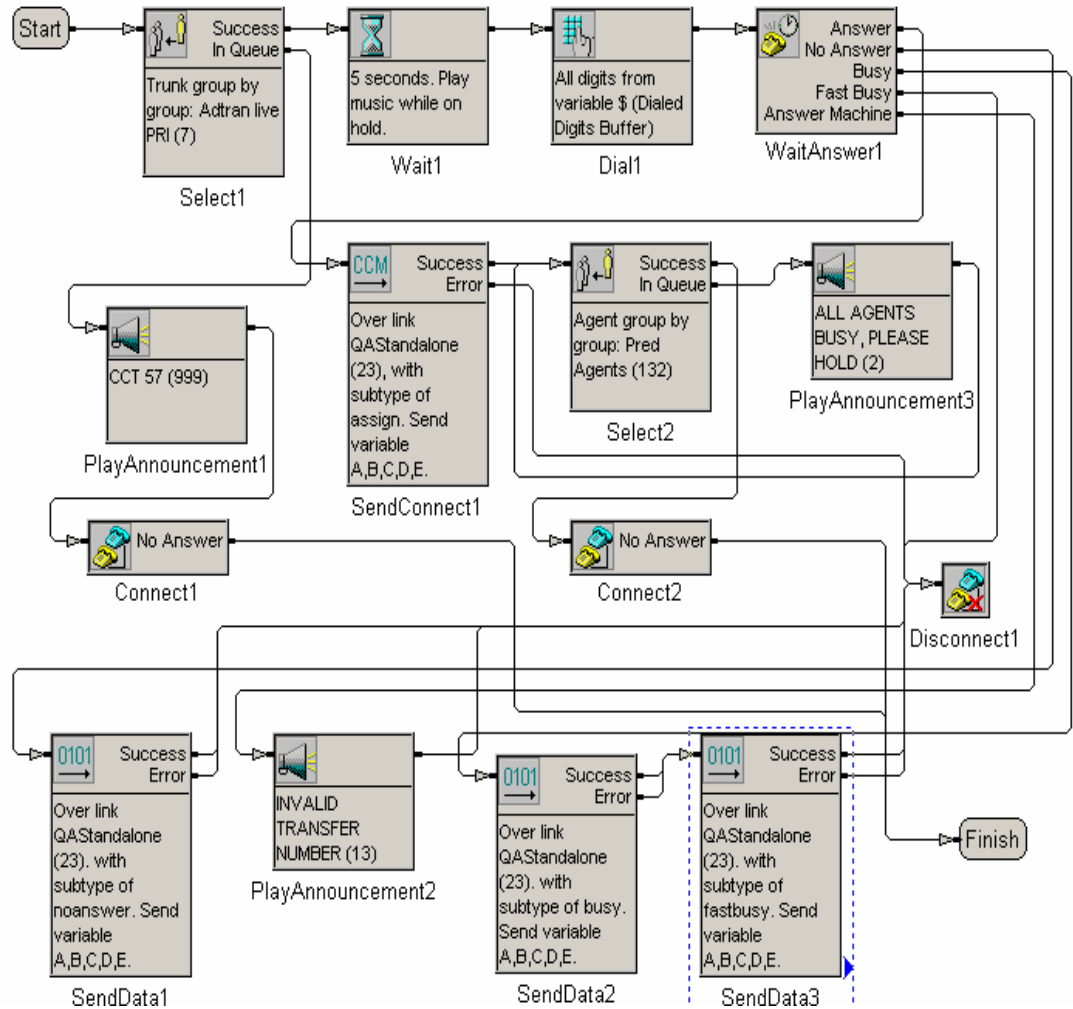 Start
Success
In Queue
Trunk group by
group: Adtran live
PRI (7)
Select1
5 seconds. Play
music while on
hold.
Wait1
All digits from
variable $ (Dialed
Digits Buffer)
Dial1
Answer
No Answer
Busy
Fast Busy
Answer Machine
WaitAnswer1
CCT 57 (999)
PlayAnnouncement1
CCM
Success
Error
Over link
QAStandalone
(23), with
subtype of
assign. Send
variable
A,B,C,D,E.
SendConnect1
Success
In Queue
Agent group by
group: Pred
Agents (132)
Select2
ALL AGENTS
BUSY, PLEASE
HOLD (2)
PlayAnnouncement3
No Answer
Connect1
No Answer
Connect2
Disconnect1
0101
Success
Error
Over link
QAStandalone
(23). with
subtype of
noanswer. Send
variable
A,B,C,D,E.
SendData1
INVALID
TRANSFER
NUMBER (13)
PlayAnnouncement2
0101
Success
Error
Over link
QAStandalone
(23). with
subtype of busy.
Send variable
A,B,C,D,E.
SendData2
0101
Success
Error
Over link
QAStandalone
(23). with
subtype of
fastbusy. Send
variable
A,B,C,D,E.
SendData3
Finish